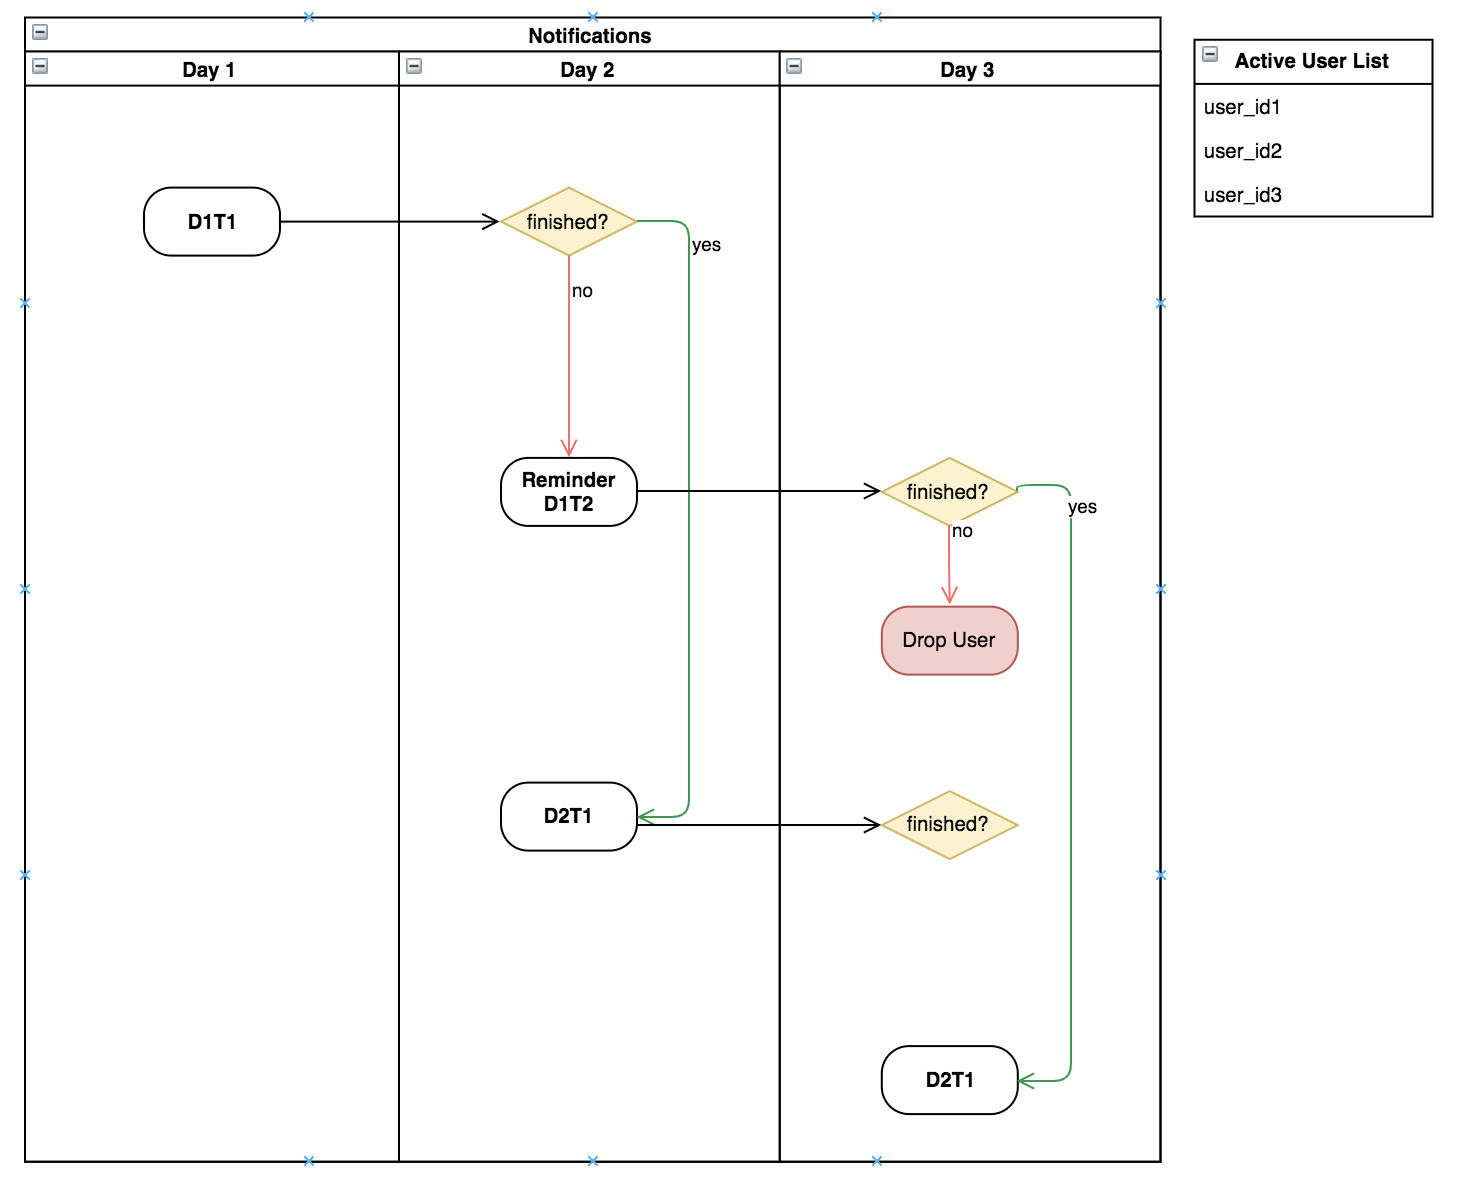 Notifications
Day 1
Day 2
Day 3
Active User List
user_id1
user_id2
user_id3
D1T1
finished?
yes
no
Reminder
D1T2
finished?
yes
no
Drop User
D2T1
finished?
D2T1